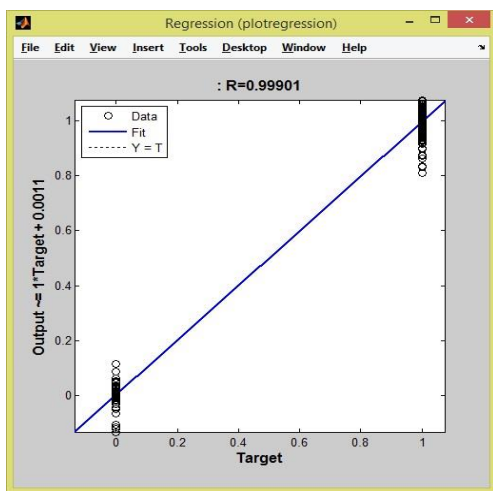 Regression (plotregression)
File Edit View Insert Tools Desktop Window Help
: R=0.99901
Data
Fit
Y = T
Output ~= 1*Target + 0.0011
1
0.8
0.6
0.4
0.2
0
0 0.2 0.4 0.6 0.8 1
Target